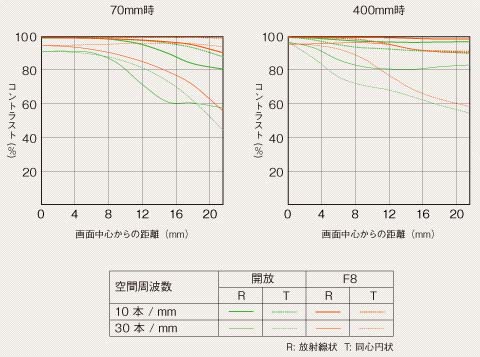 70mm時
400mm時
100
80
60
40
20
コントラスト(%)
0 4 8 12 16 20
画面中心からの距離 (mm)
100
80
60
40
20
コントラスト(%)
0 4 8 12 16 20
画面中心からの距離 (mm)
空間周波数 開放 F8
R T R T
10 本 / mm
30 本 / mm
R: 放射線状 T: 同心円状